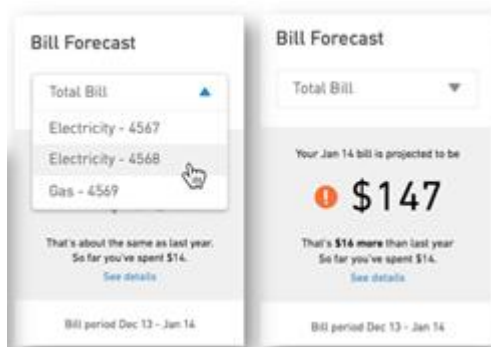 Bill Forecast
Total Bill
Electricity - 4567
Electricity - 4568
Gas - 4569
That's about the same as last year.
So far you've spent $14.
See details
Bill period Dec 13 - Jan 14
Bill Forecast
Total Bill
Your Jan 14 bill is projected to be
! $147
That's $16 more than last year
So far you've spent $14.
See details
Bill period Dec 13 - Jan 14